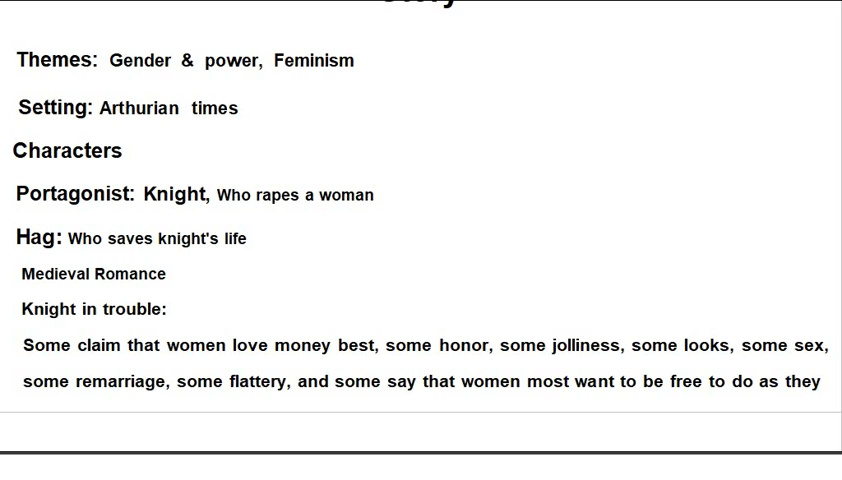 Story
Themes: Gender & power, Feminism
Setting: Arthurian times
Characters
Portagonist: Knight, Who rapes a woman
Hag: Who saves knight's life
Medieval Romance
Knight in trouble:
Some claim that women love money best, some honor, some jolliness, some looks, some sex,
some remarriage, some flattery, and some say that women most want to be free to do as they